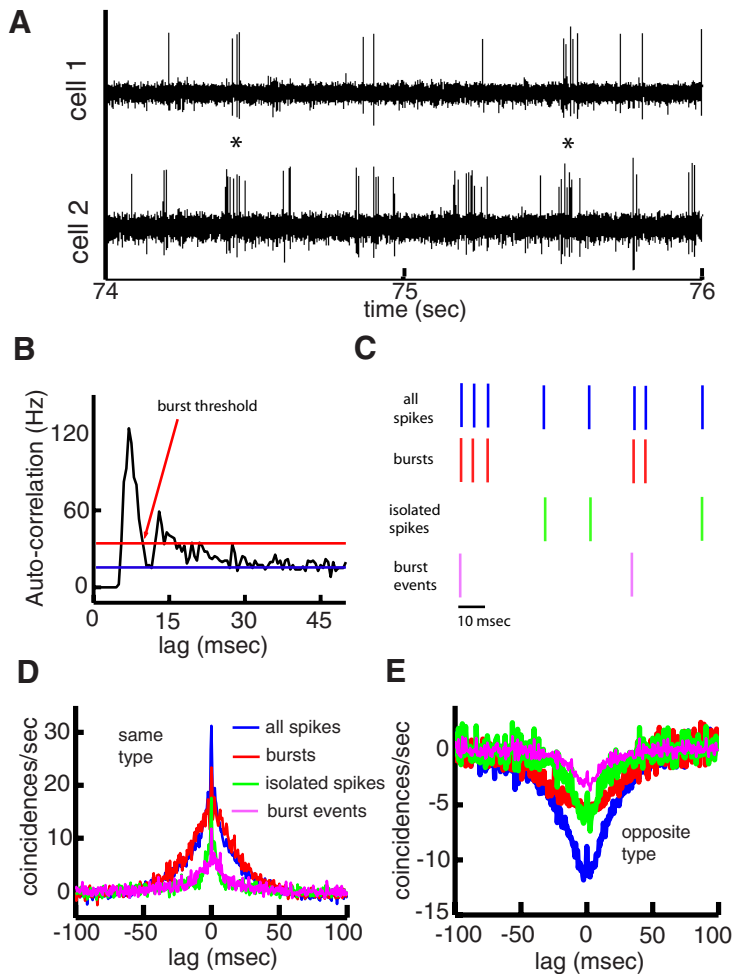 A
cell 1
* *
cell 2
74 75 76
time (sec)
B
Auto-correlation (Hz)
120
60
0
burst threshold
0 15 30 45
lag (msec)
C
all
spikes
bursts
isolated
spikes
burst
events
10 msec
D
coincidences/sec
30
20
10
0
same
type
all spikes
bursts
isolated spikes
burst events
-100 -50 0 50 100
lag (msec)
E
coincidences/sec
0
-5
-10
-15
opposite
type
-100 -50 0 50 100
lag (msec)